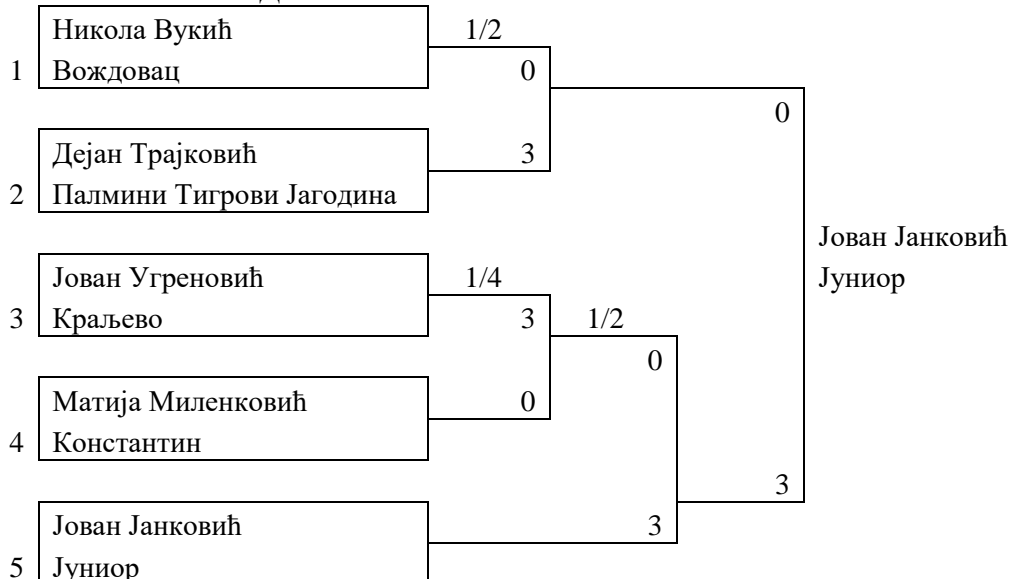 Никола Вукић
1/2
1
Вождовац
0
0
Дејан Трајковић
3
2
Палмини Тигрови Јагодина
Јован Јанковић
Јован Угреновић
1/4
Јуниор
3
Краљево
3
1/2
0
Матија Миленковић
0
4
Константин
3
Јован Јанковић
3
5
Јуниор